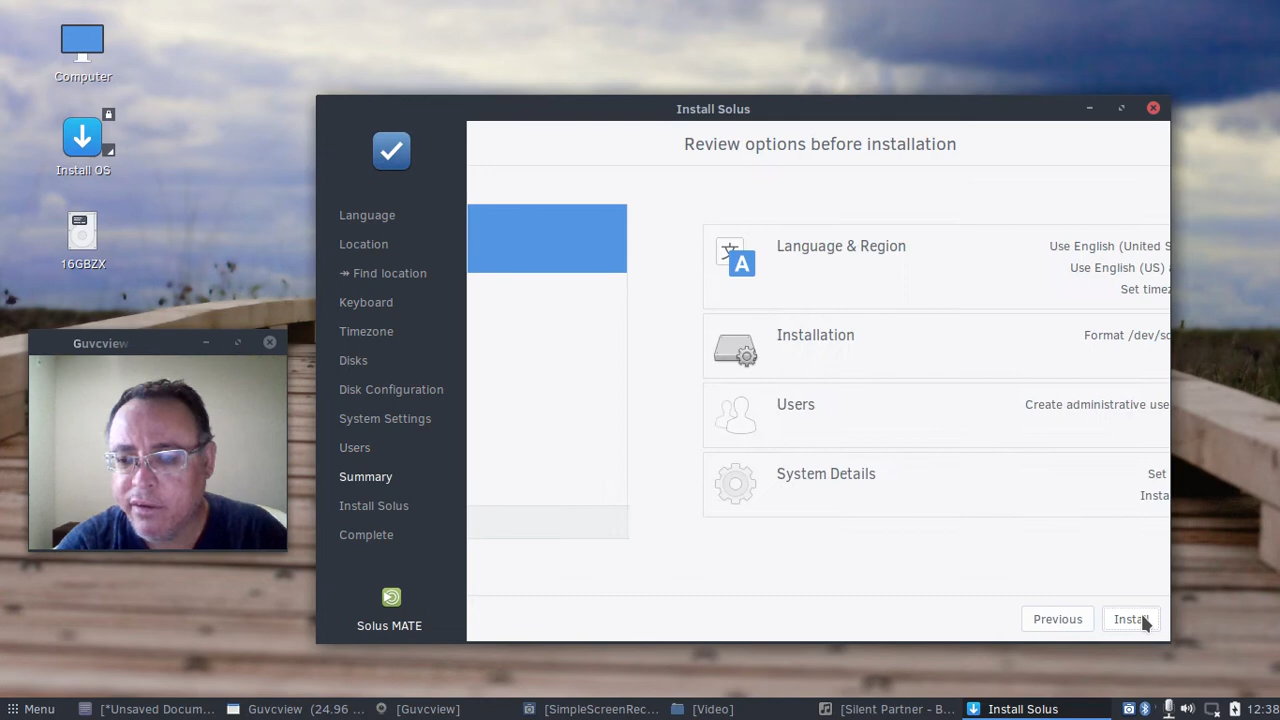 Computer
Install OS
16GBZX
Guvcview
Install Solus
Language
Location
↠ Find location
Keyboard
Timezone
Disks
Disk Configuration
System Settings
Users
Summary
Install Solus
Complete
Solus MATE
Review options before installation
Language & Region
Use English (United S
Use English (US)
Set timez
Installation
Format /dev/sd
Users
Create administrative use
System Details
Set
Insta
Previous
Install
Menu
[*Unsaved Docum...
Guvcview (24.96 ...
[Guvcview]
[SimpleScreenRec...
[Video]
[Silent Partner - B...
Install Solus
12:38